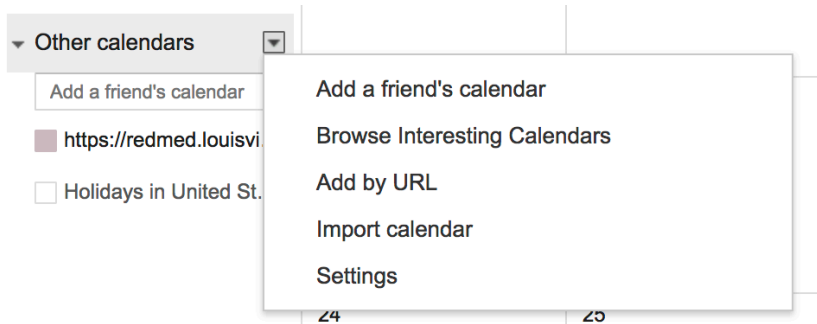 Other calendars
Add a friend's calendar
https://redmed.louisvi
Holidays in United St..
Add a friend's calendar
Browse Interesting Calendars
Add by URL
Import calendar
Settings
24
25